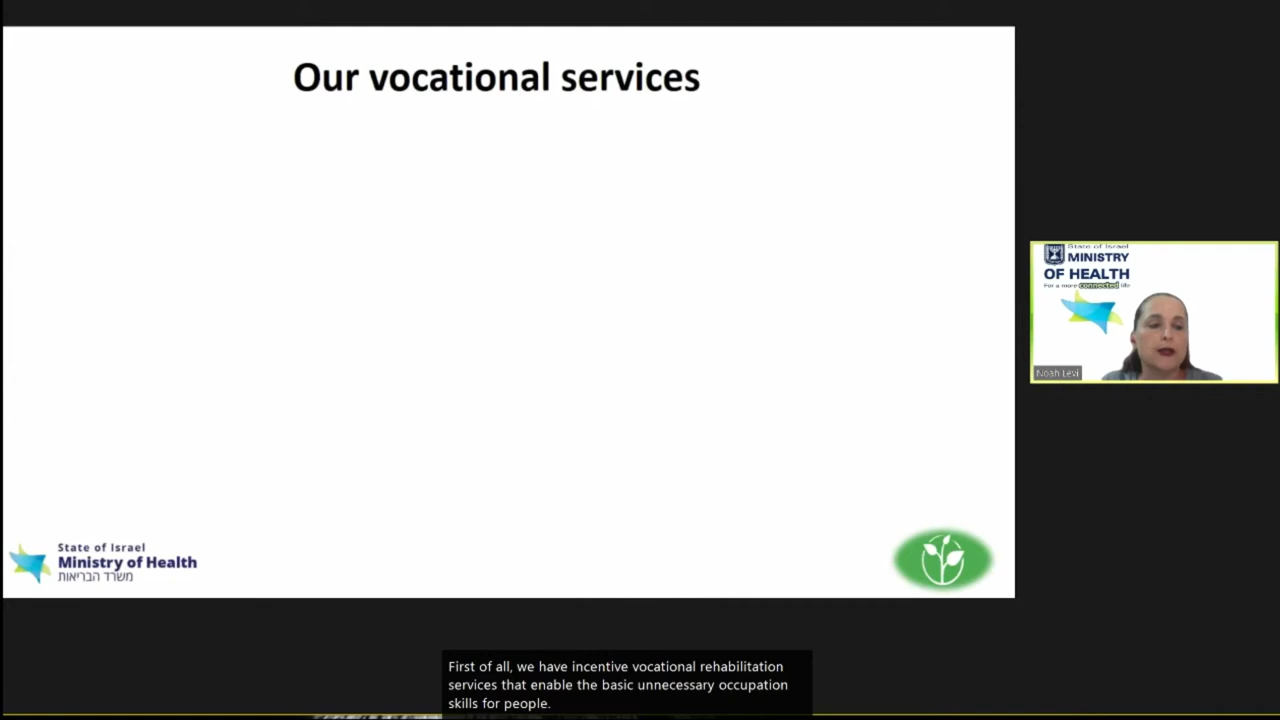 Our vocational services
State of Israel
MINISTRY
OF HEALTH
For a more connected life
Noah Levi
State of Israel
Ministry of Health
משרד הבריאות
First of all, we have incentive vocational rehabilitation
services that enable the basic unnecessary occupation
skills for people.